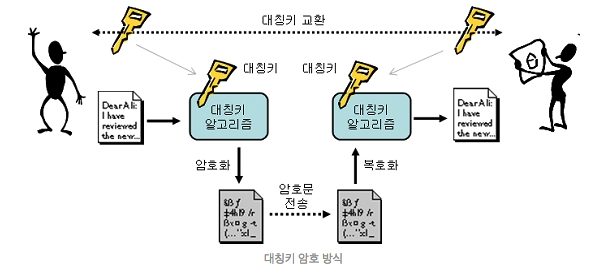 대칭키 교환
대칭키
대칭키
DearAli:
I have
reviewed
the new...
대칭키
알고리즘
대칭키
알고리즘
DearAli:
I have
reviewed
the new...
암호화
복호화
암호문
전송
대칭키 암호 방식